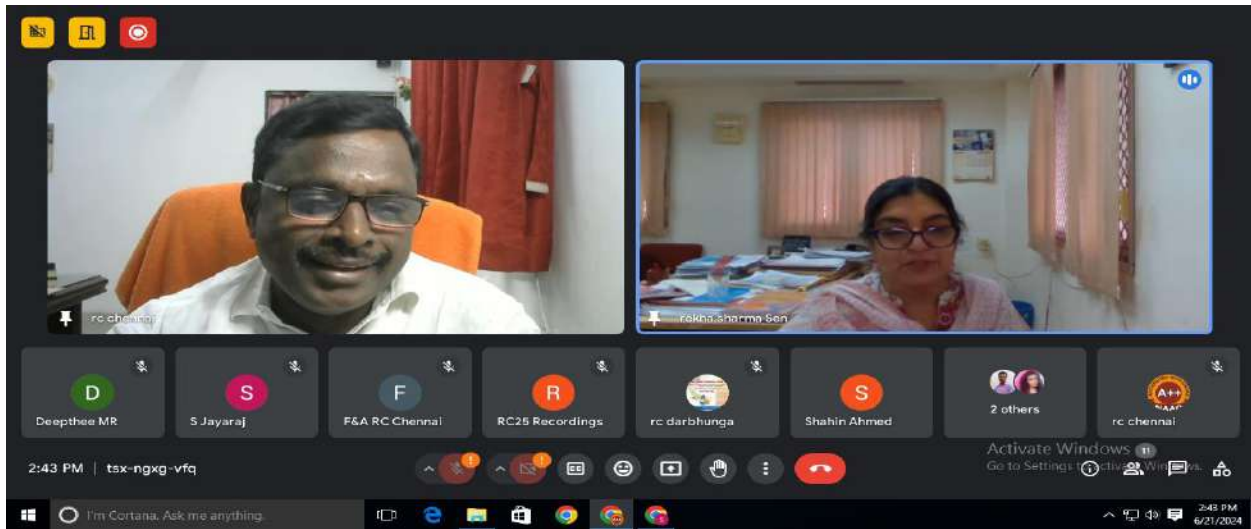 rc chennai
rekha.sharma Sen
D
S
F
R
S
A++
NAAC
Deepthee MR
S Jayaraj
F&A RC Chennai
RC25 Recordings
rc darbhunga
Shahin Ahmed
2 others
rc chennai
2:43 PM | tsx-ngxg-vfq
Activate Windows
11
Go to Settings to activate Windows.
I'm Cortana. Ask me anything.
2:43 PM
6/21/2024